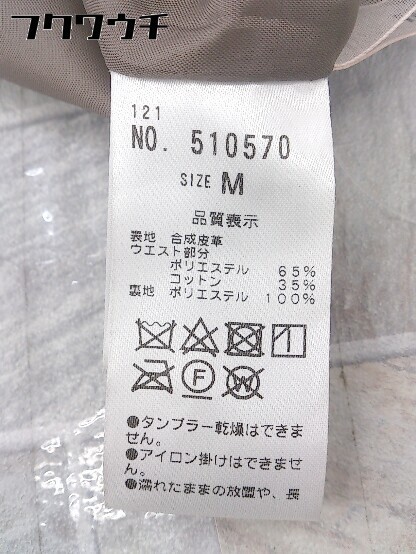 フクワウチ
121
NO. 510570
SIZE M
品質表示
表地 合成皮革
ウエスト部分
ポリエステル 65%
コットン 35%
裏地 ポリエステル 100%
F W
●タンブラー乾燥はできま
せん。
●アイロン掛けはできません。
●濡れたままの放置や、長